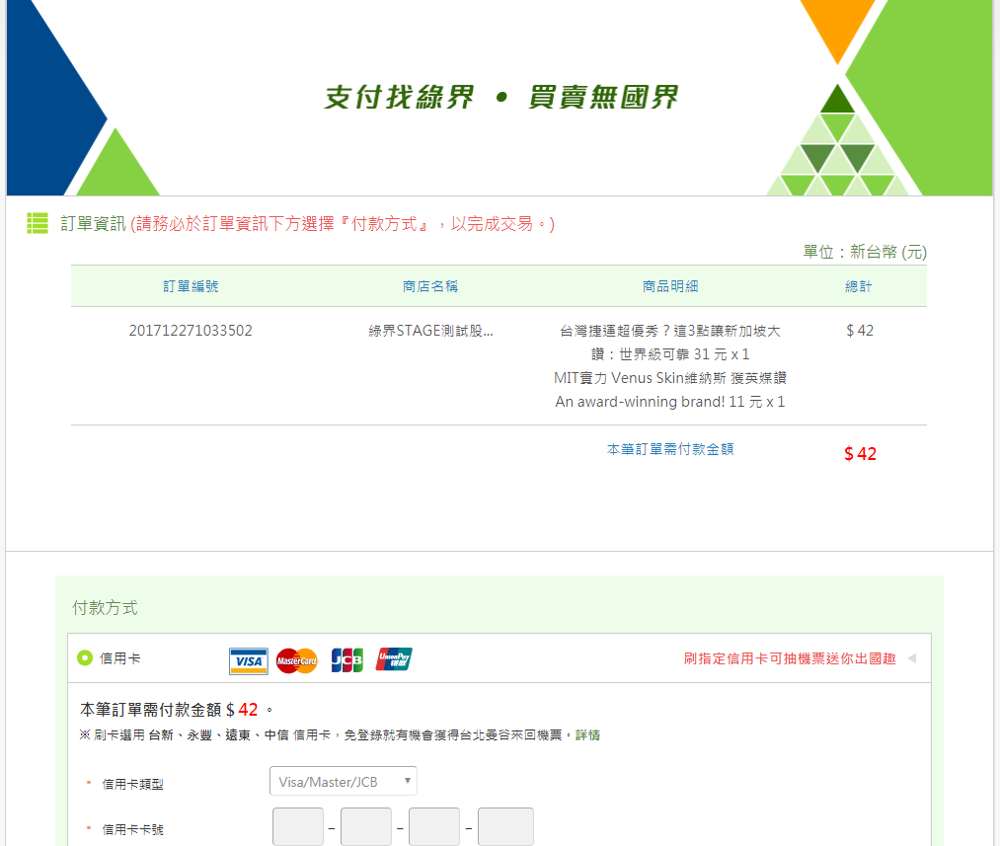 支付找綠界 • 買賣無國界
訂單資訊 (請務必於訂單資訊下方選擇『付款方式』，以完成交易。)
單位：新台幣 (元)
訂單編號 商店名稱 商品明細 總計
201712271033502 綠界STAGE測試股... 台灣捷運超優秀？這3點讓新加坡大 $ 42
讚：世界級可靠 31 元 x 1
MIT實力 Venus Skin維納斯 獲英媒讚
An award-winning brand! 11 元 x 1
本筆訂單需付款金額 $ 42
付款方式
信用卡 VISA MasterCard JCB UnionPay 银联 刷指定信用卡可抽機票送你出國趣
本筆訂單需付款金額 $ 42 。
※ 刷卡選用 台新、永豐、遠東、中信 信用卡，免登錄就有機會獲得台北曼谷來回機票。詳情
* 信用卡類型 Visa/Master/JCB
* 信用卡卡號 – – –